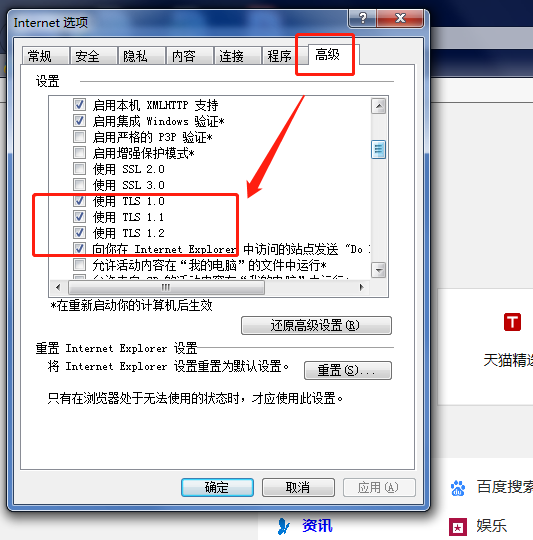 Internet 选项
?
常规 安全 隐私 内容 连接 程序 高级
设置
启用本机 XMLHTTP 支持
启用集成 Windows 验证*
启用严格的 P3P 验证*
启用增强保护模式*
使用 SSL 2.0
使用 SSL 3.0
使用 TLS 1.0
使用 TLS 1.1
使用 TLS 1.2
向你在 Internet Explorer 中访问的站点发送 "Do
允许活动内容在“我的电脑”的文件中运行*
*在重新启动你的计算机后生效
还原高级设置(R)
重置 Internet Explorer 设置
将 Internet Explorer 设置重置为默认设置。
重置(S)...
只有在浏览器处于无法使用的状态时，才应使用此设置。
确定 取消 应用(A)
T
天猫精选
百度搜索
资讯
娱乐